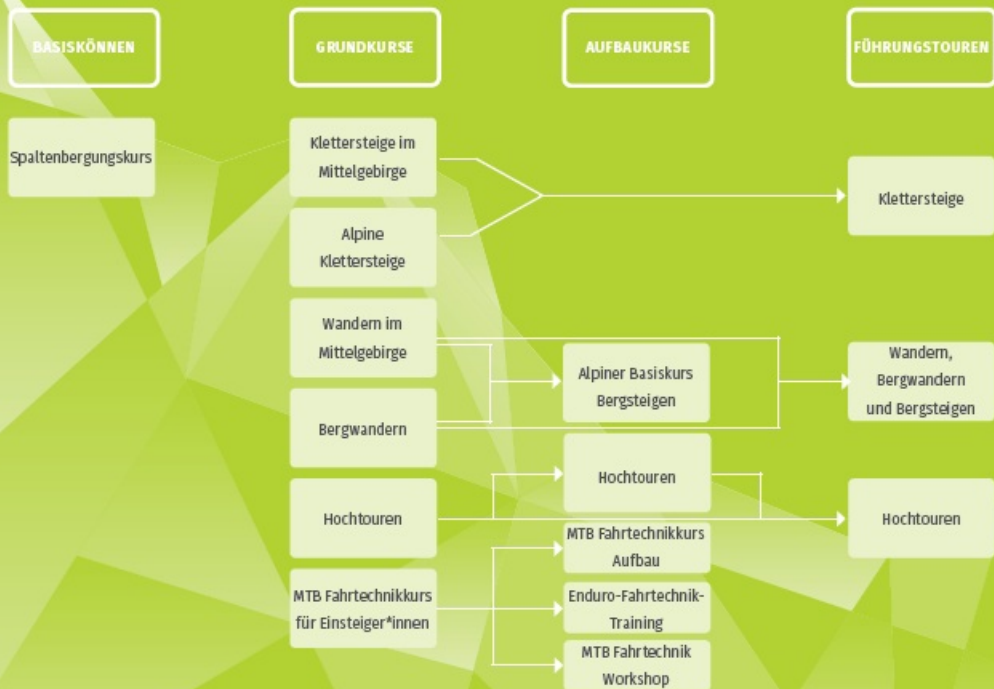 BASISKÖNNEN
GRUNDKURSE
AUFBAUKURSE
FÜHRUNGSTOUREN
Spaltenbergungskurs
Klettersteige im
Mittelgebirge
Alpine
Klettersteige
Wandern im
Mittelgebirge
Bergwandern
Hochtouren
MTB Fahrtechnikkurs
für Einsteiger*innen
Alpiner Basiskurs
Bergsteigen
Hochtouren
MTB Fahrtechnikkurs
Aufbau
Enduro-Fahrtechnik-
Training
MTB Fahrtechnik
Workshop
Klettersteige
Wandern,
Bergwandern
und Bergsteigen
Hochtouren